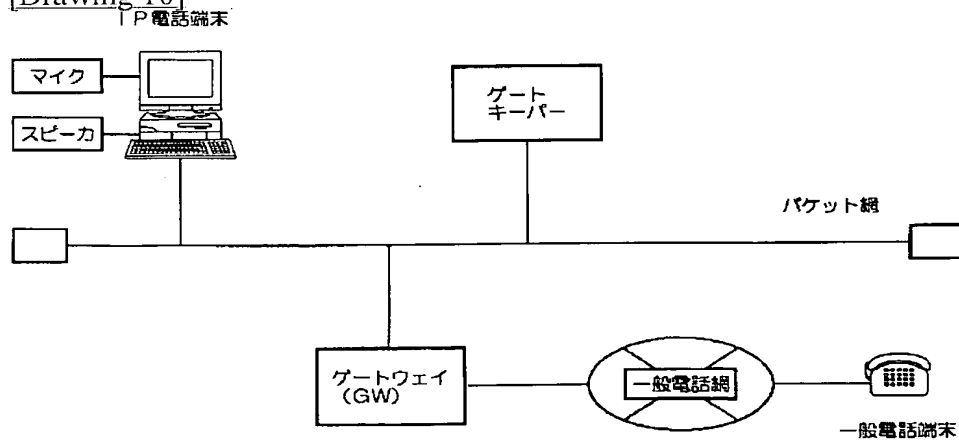 [Drawing 10]
IP電話端末
マイク
スピーカ
ゲート
キーパー
パケット網
ゲートウェイ
(GW)
一般電話網
一般電話端末